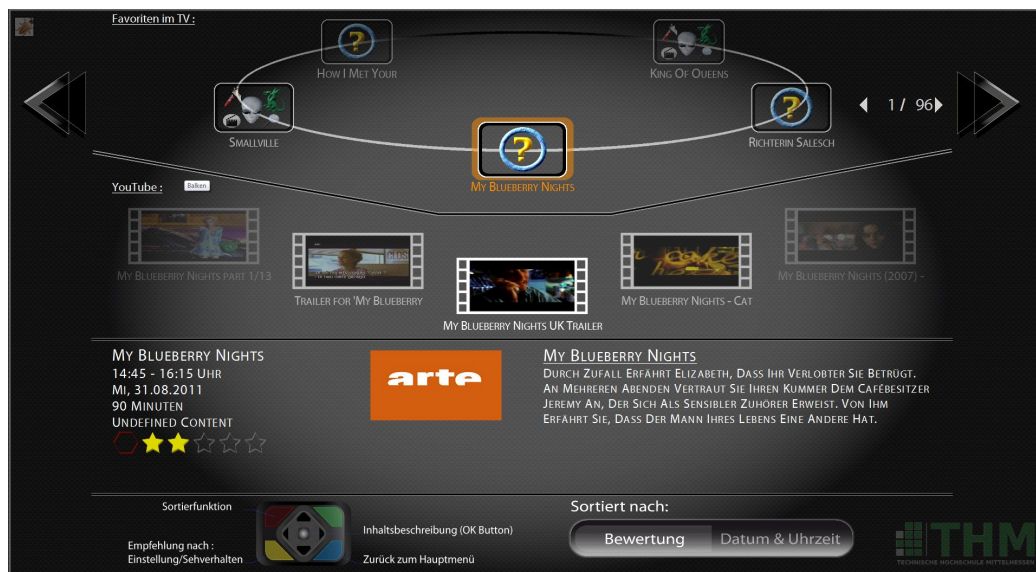 Favoriten im TV :
How I Met Your
King Of Queens
Smallville
Richterin Salesch
1 / 96
My Blueberry Nights
YouTube :
Balken
My Blueberry Nights part 1/13
Trailer for 'My Blueberry
My Blueberry Nights UK Trailer
My Blueberry Nights - Cat
My Blueberry Nights (2007) -
My Blueberry Nights
14:45 - 16:15 Uhr
Mi, 31.08.2011
90 Minuten
Undefined Content
arte
My Blueberry Nights
Durch Zufall Erfährt Elizabeth, Dass Ihr Verlobter Sie Betrügt.
An Mehreren Abenden Vertraut Sie Ihren Kummer Dem Cafébesitzer
Jeremy An, Der Sich Als Sensibler Zuhörer Erweist. Von Ihm
Erfährt Sie, Dass Der Mann Ihres Lebens Eine Andere Hat.
Sortierfunktion
Inhaltsbeschreibung (OK Button)
Empfehlung nach :
Einstellung/Sehverhalten
Zurück zum Hauptmenü
Sortiert nach:
Bewertung
Datum & Uhrzeit
THM
TECHNISCHE HOCHSCHULE MITTELHESSEN